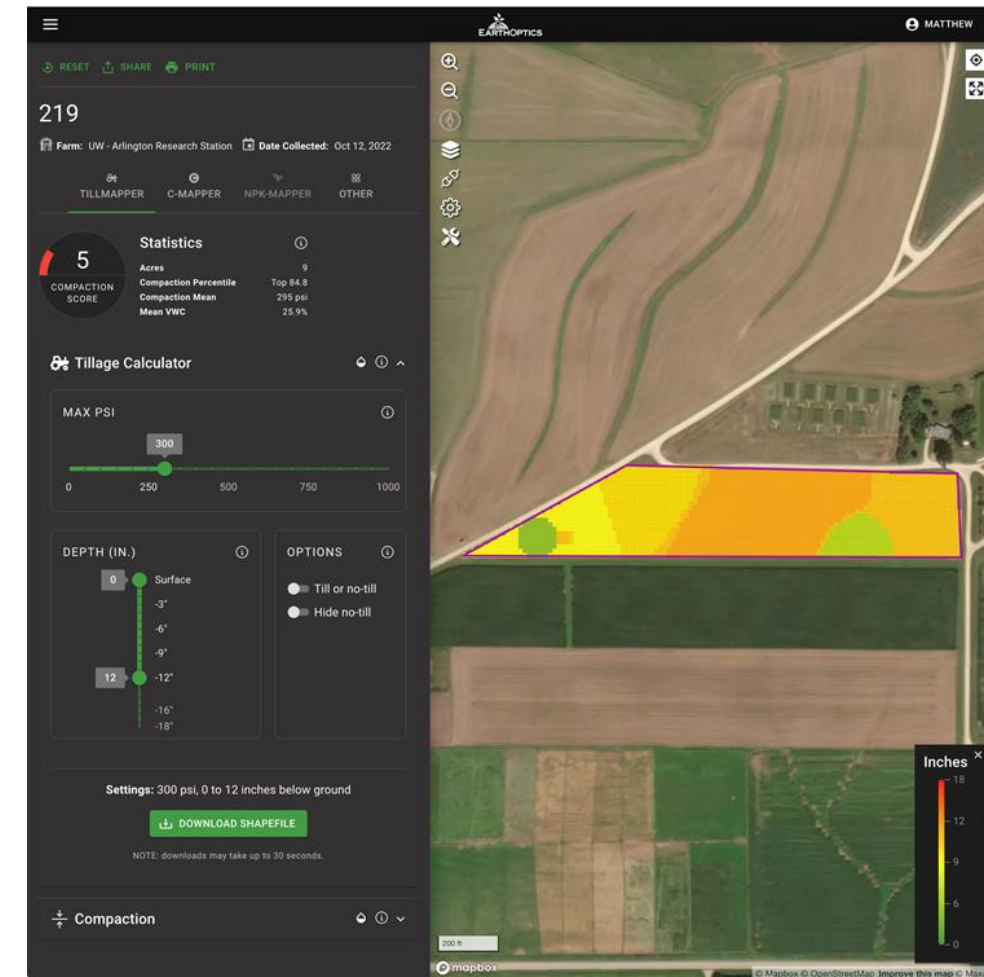 EARTHOPTICS
MATTHEW
RESET SHARE PRINT
219
Farm: UW - Arlington Research Station Date Collected: Oct 12, 2022
TILLMAPPER C-MAPPER NPK-MAPPER OTHER
5
COMPACTION
SCORE
Statistics
Acres 9
Compaction Percentile Top 84.8
Compaction Mean 295 psi
Mean VWC 25.9%
Tillage Calculator
MAX PSI
300
0 250 500 750 1000
DEPTH (IN.)
0 Surface
-3"
-6"
-9"
12 -12"
-16"
-18"
OPTIONS
Till or no-till
Hide no-till
Settings: 300 psi, 0 to 12 inches below ground
DOWNLOAD SHAPEFILE
NOTE: downloads may take up to 30 seconds.
Compaction
Inches
18
12
9
6
0
200 ft
mapbox
© Mapbox © OpenStreetMap Improve this map ©